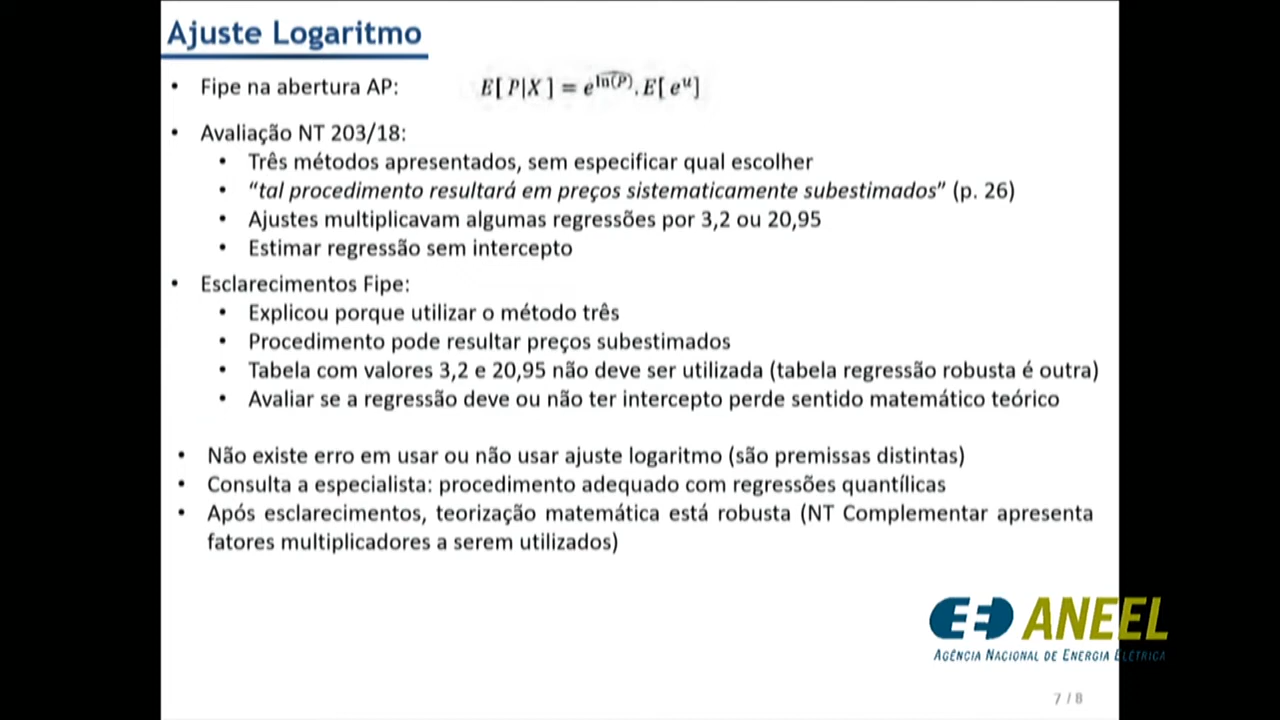 Ajuste Logaritmo
• Fipe na abertura AP: E[ P|X ] = e^{\widehat{ln(P)}}. E[ e^u]
• Avaliação NT 203/18:
• Três métodos apresentados, sem especificar qual escolher
• “tal procedimento resultará em preços sistematicamente subestimados” (p. 26)
• Ajustes multiplicavam algumas regressões por 3,2 ou 20,95
• Estimar regressão sem intercepto
• Esclarecimentos Fipe:
• Explicou porque utilizar o método três
• Procedimento pode resultar preços subestimados
• Tabela com valores 3,2 e 20,95 não deve ser utilizada (tabela regressão robusta é outra)
• Avaliar se a regressão deve ou não ter intercepto perde sentido matemático teórico
• Não existe erro em usar ou não usar ajuste logaritmo (são premissas distintas)
• Consulta a especialista: procedimento adequado com regressões quantílicas
• Após esclarecimentos, teorização matemática está robusta (NT Complementar apresenta
fatores multiplicadores a serem utilizados)
ANEEL
AGÊNCIA NACIONAL DE ENERGIA ELÉTRICA
7 / 8